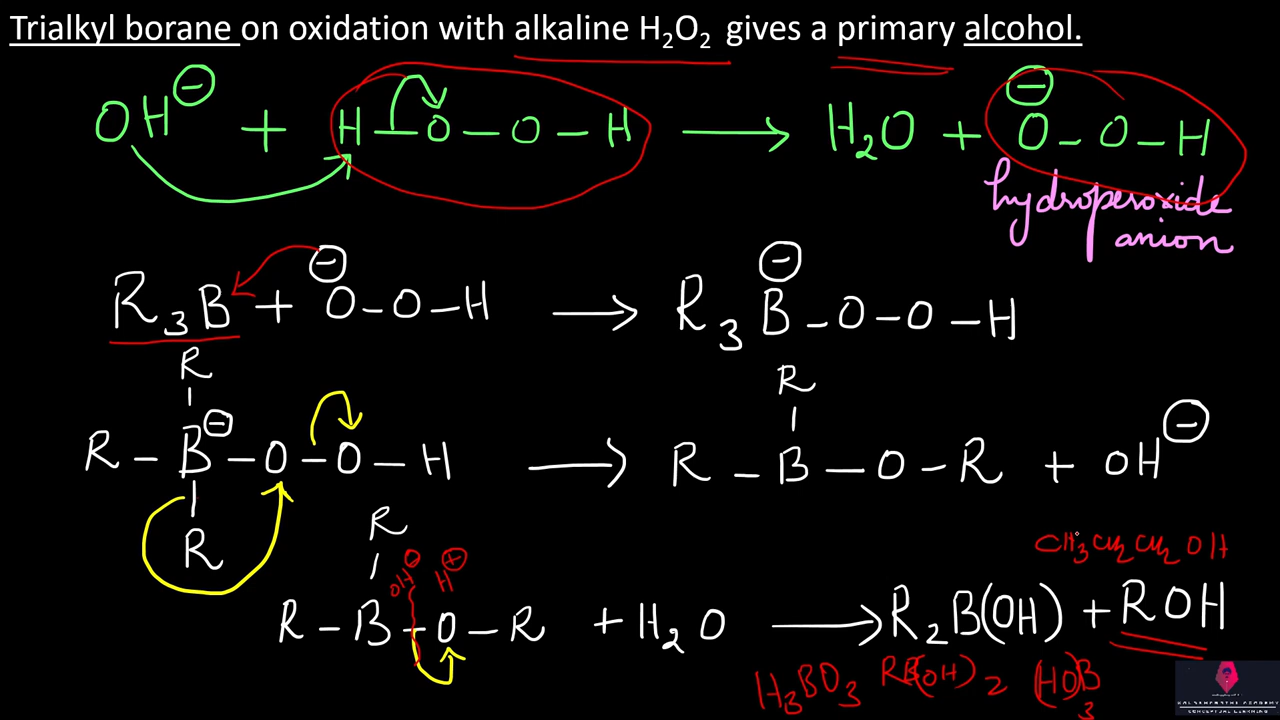 Trialkyl borane on oxidation with alkaline H₂O₂ gives a primary alcohol.
OH⊖ + H–O–O–H ⟶ H₂O + ⊖O–O–H
hydroperoxide
anion
R₃B + ⊖O–O–H ⟶ R₃B⊖–O–O–H
R R
R–B⊖–O–O–H ⟶ R–B–O–R + OH⊖
R
R
OH⊖ H⊕ CH₃CH₂CH₂OH
R–B–O–R + H₂O ⟶ R₂B(OH) + ROH
H₃BO₃ RB(OH)₂ (HO)₃B